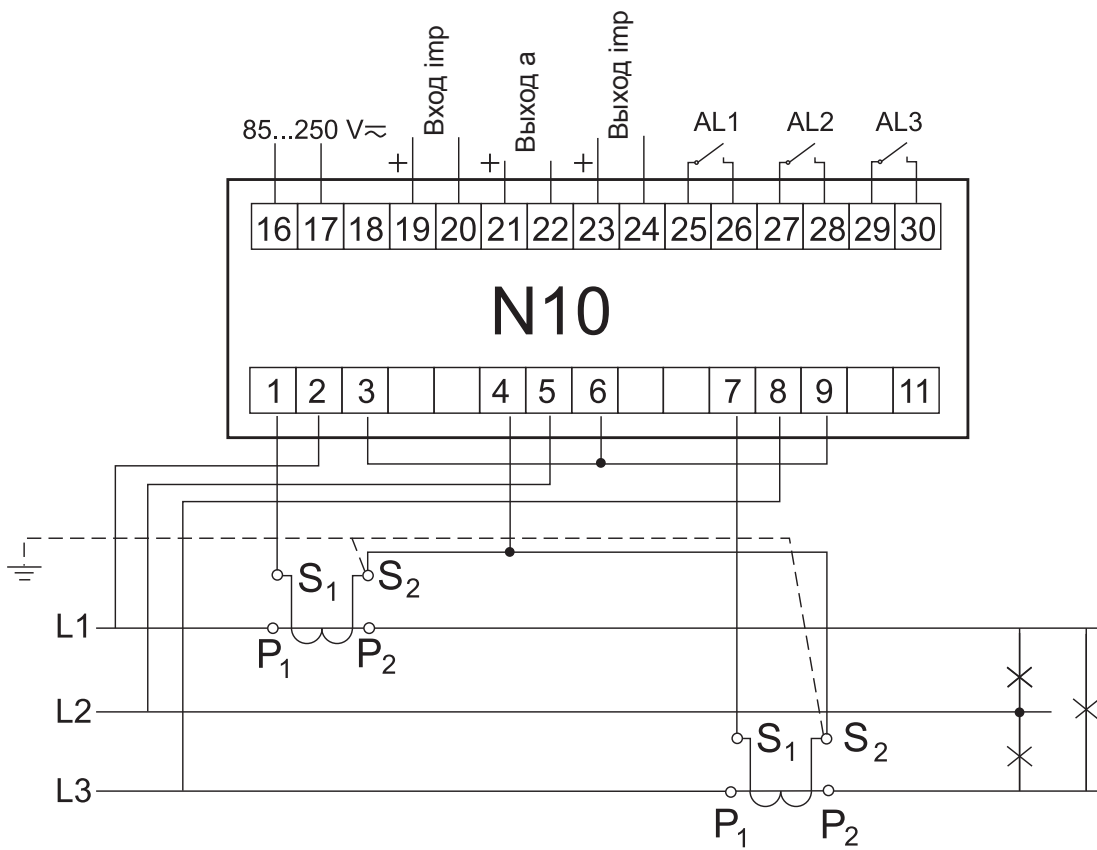 Вход imp
Выход a
Выход imp
85...250 V≂
AL1 AL2 AL3
+ + +
16 17 18 19 20 21 22 23 24 25 26 27 28 29 30
N10
1 2 3 4 5 6 7 8 9 11
S1 S2
L1
P1 P2
L2
S1 S2
L3
P1 P2